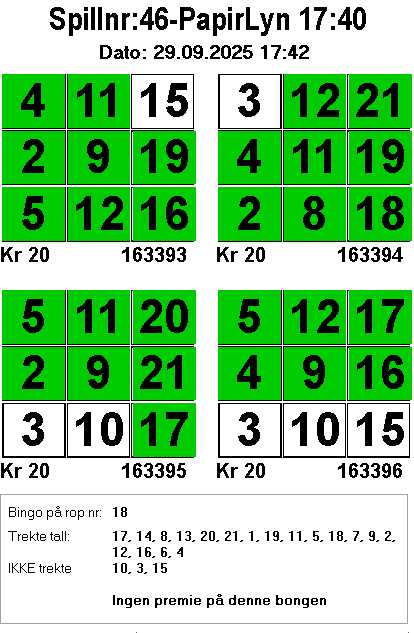 Spillnr:46-PapirLyn 17:40
Dato: 29.09.2025 17:42
4 11 15 3 12 21
2 9 19 4 11 19
5 12 16 2 8 18
Kr 20 163393 Kr 20 163394
5 11 20 5 12 17
2 9 21 4 9 16
3 10 17 3 10 15
Kr 20 163395 Kr 20 163396
Bingo på rop nr: 18
Trekte tall: 17, 14, 8, 13, 20, 21, 1, 19, 11, 5, 18, 7, 9, 2,
12, 16, 6, 4
IKKE trekte 10, 3, 15
Ingen premie på denne bongen